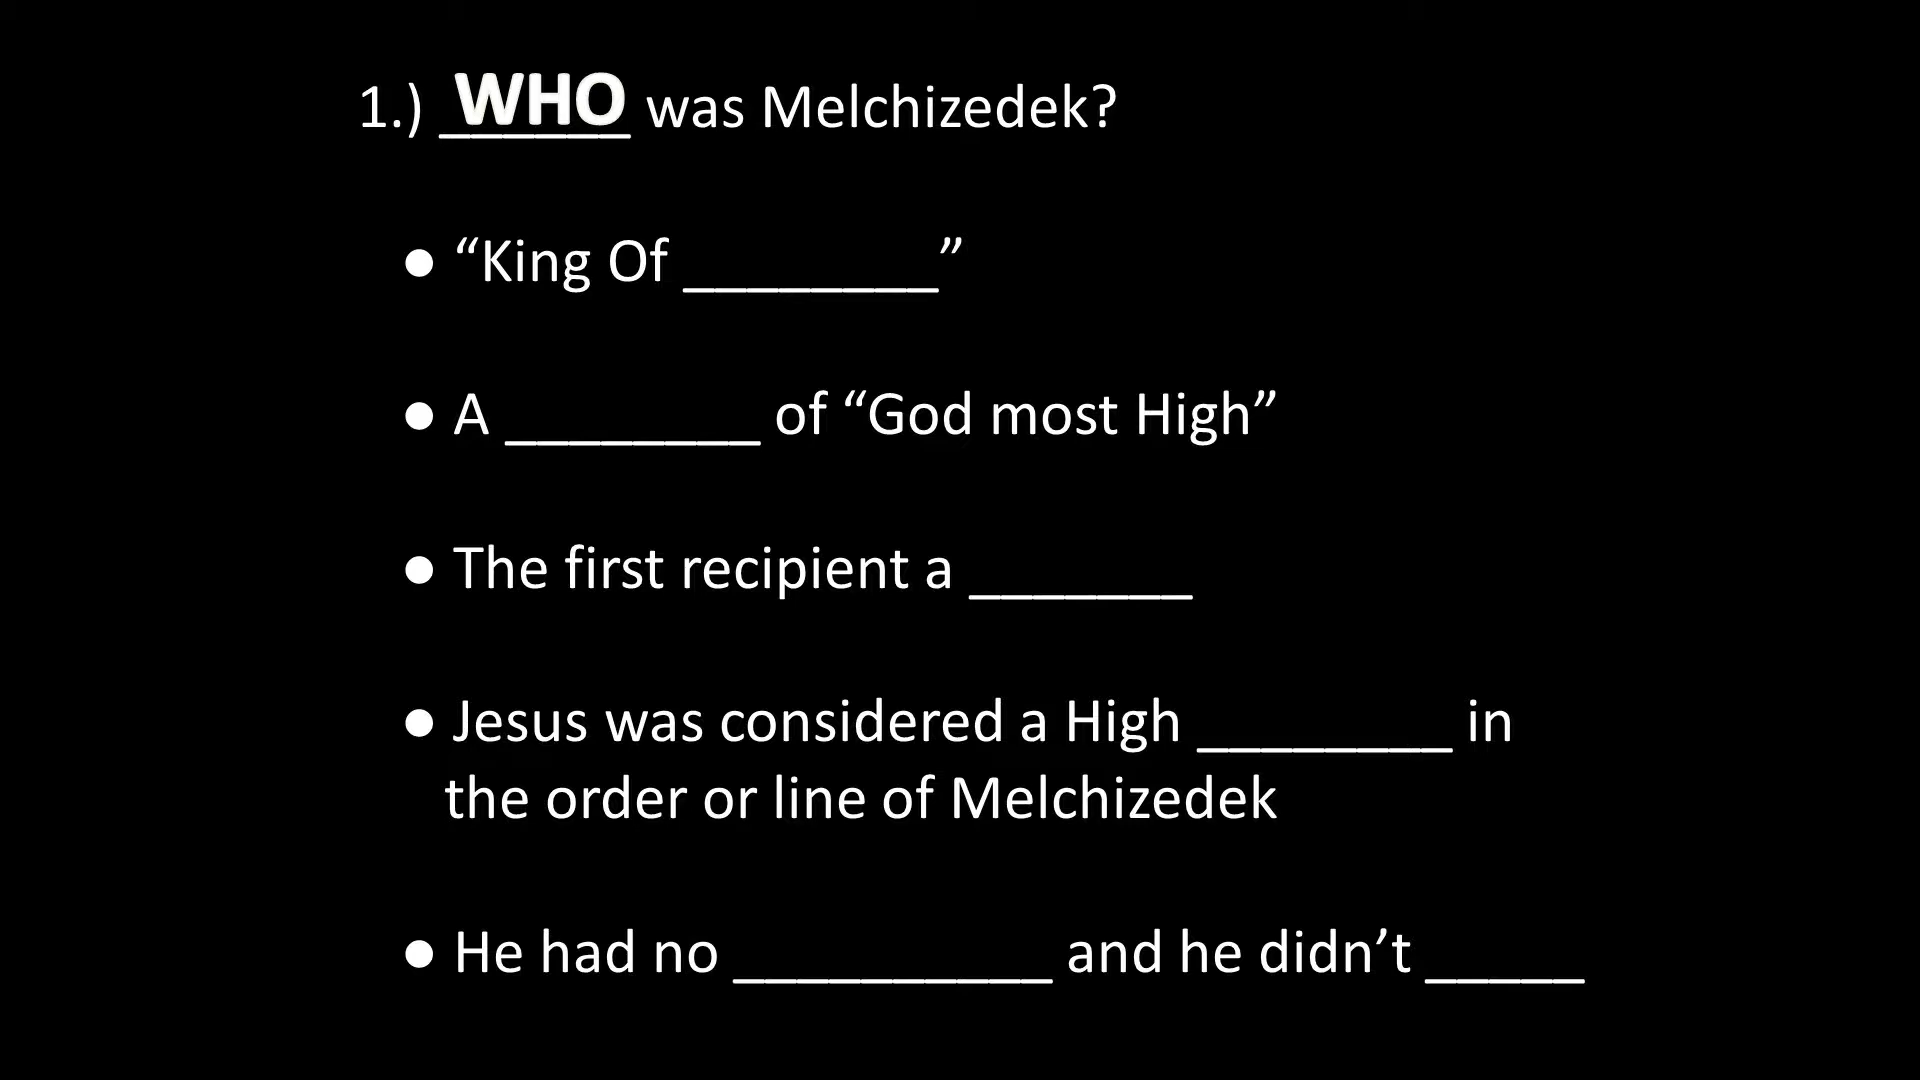 1.) WHO was Melchizedek?
● “King Of ________”
● A ________ of “God most High”
● The first recipient a _______
● Jesus was considered a High ________ in
the order or line of Melchizedek
● He had no __________ and he didn’t _____